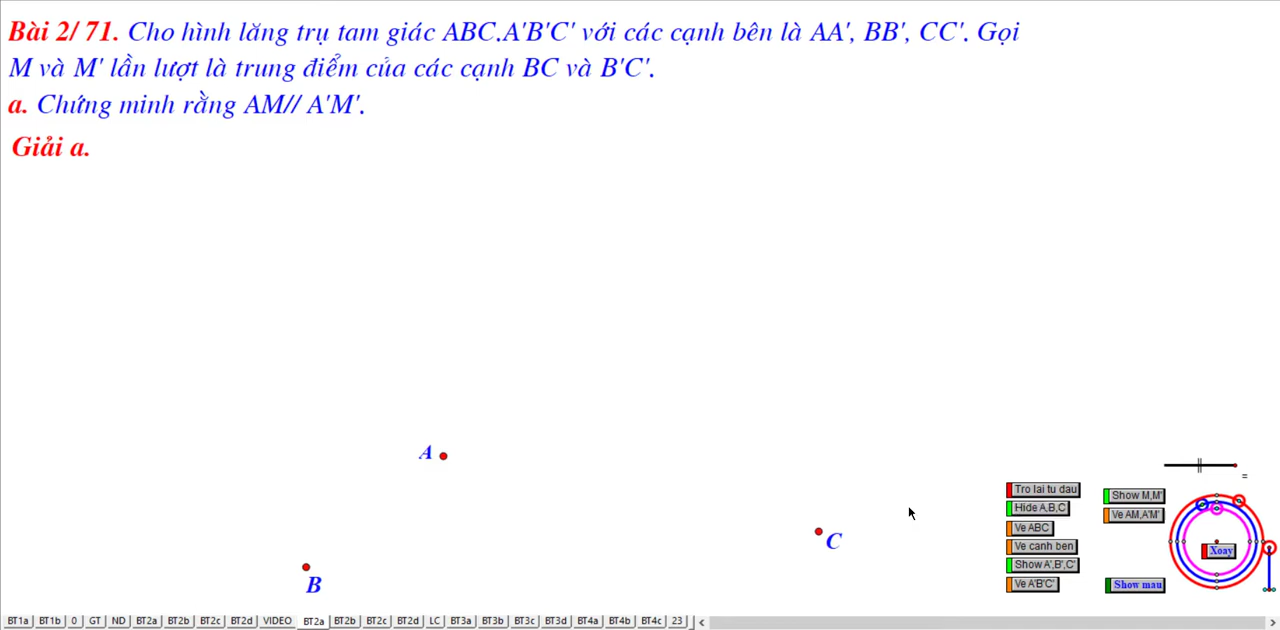 Bài 2/ 71. Cho hình lăng trụ tam giác ABC.A'B'C' với các cạnh bên là AA', BB', CC'. Gọi
M và M' lần lượt là trung điểm của các cạnh BC và B'C'.
a. Chứng minh rằng AM// A'M'.
Giải a.
A
C
B
=
Tro lai tu dau
Hide A,B,C
Ve ABC
Ve canh ben
Show A',B',C'
Ve A'B'C'
Show M,M'
Ve AM,A'M'
Show mau
Xoay
BT1a BT1b 0 GT ND BT2a BT2b BT2c BT2d VIDEO BT2a BT2b BT2c BT2d LC BT3a BT3b BT3c BT3d BT4a BT4b BT4c 23